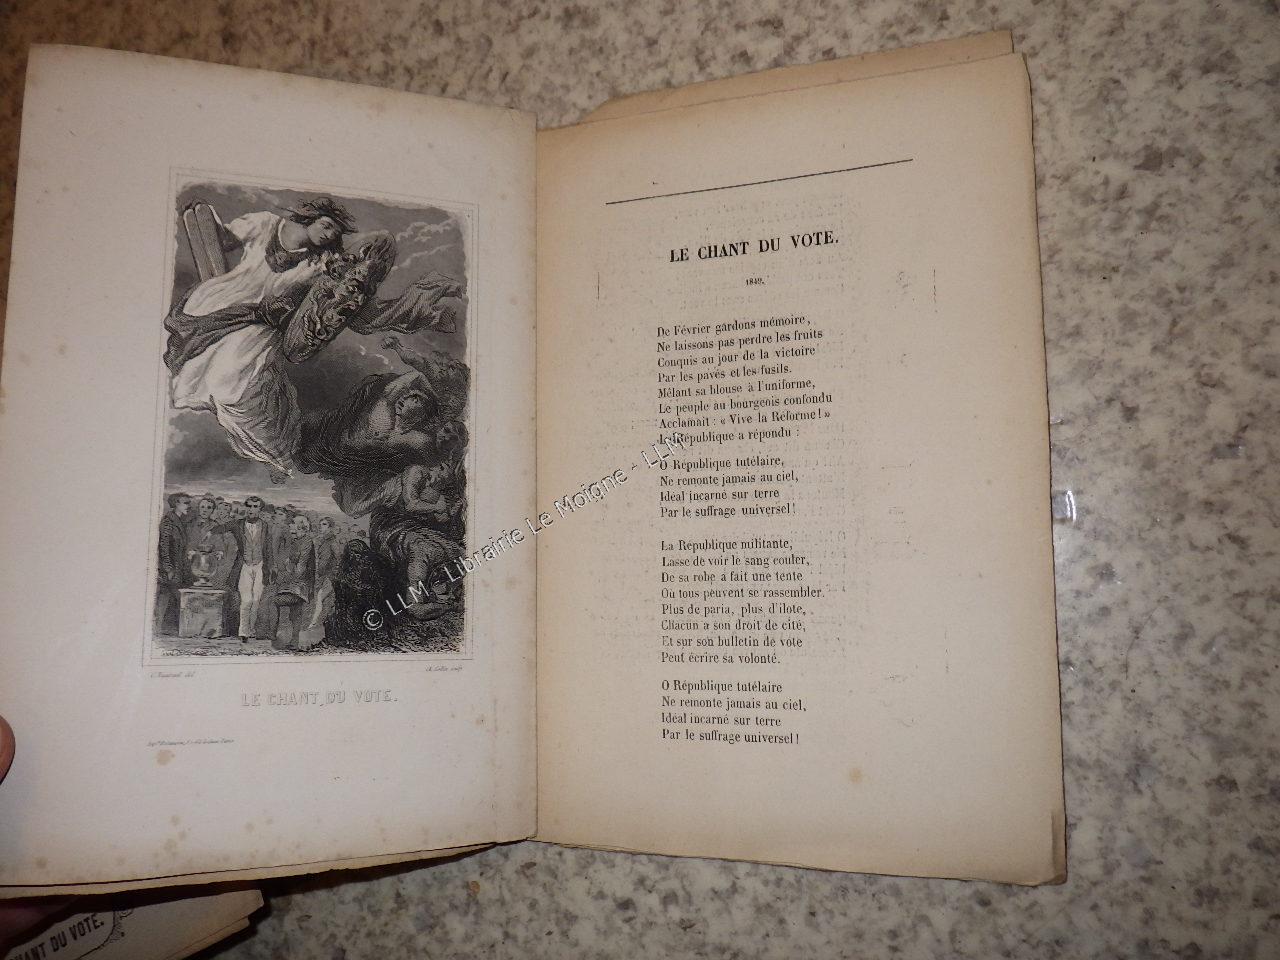 C. Nanteuil del.
LE CHANT DU VOTE.
LE CHANT DU VOTE.
De Février gardons mémoire,
Ne laissons pas perdre les fruits
Conquis au jour de la victoire
Par les pavés et les fusils.
Mêlant sa blouse à l'uniforme,
Le peuple au bourgeois confondu
Acclamait : « Vive la Réforme! »
La République a répondu :
O République tutélaire,
Ne remonte jamais au ciel,
Idéal incarné sur terre
Par le suffrage universel!
La République militante,
Lasse de voir le sang couler,
De sa robe a fait une tente
Où tous peuvent se rassembler.
Plus de paria, plus d'ilote,
Chacun a son droit de cité,
Et sur son bulletin de vote
Peut écrire sa volonté.
O République tutélaire
Ne remonte jamais au ciel,
Idéal incarné sur terre
Par le suffrage universel!
© LLM - Librairie Le Moigne - LLM
CHANT DU VOTE.